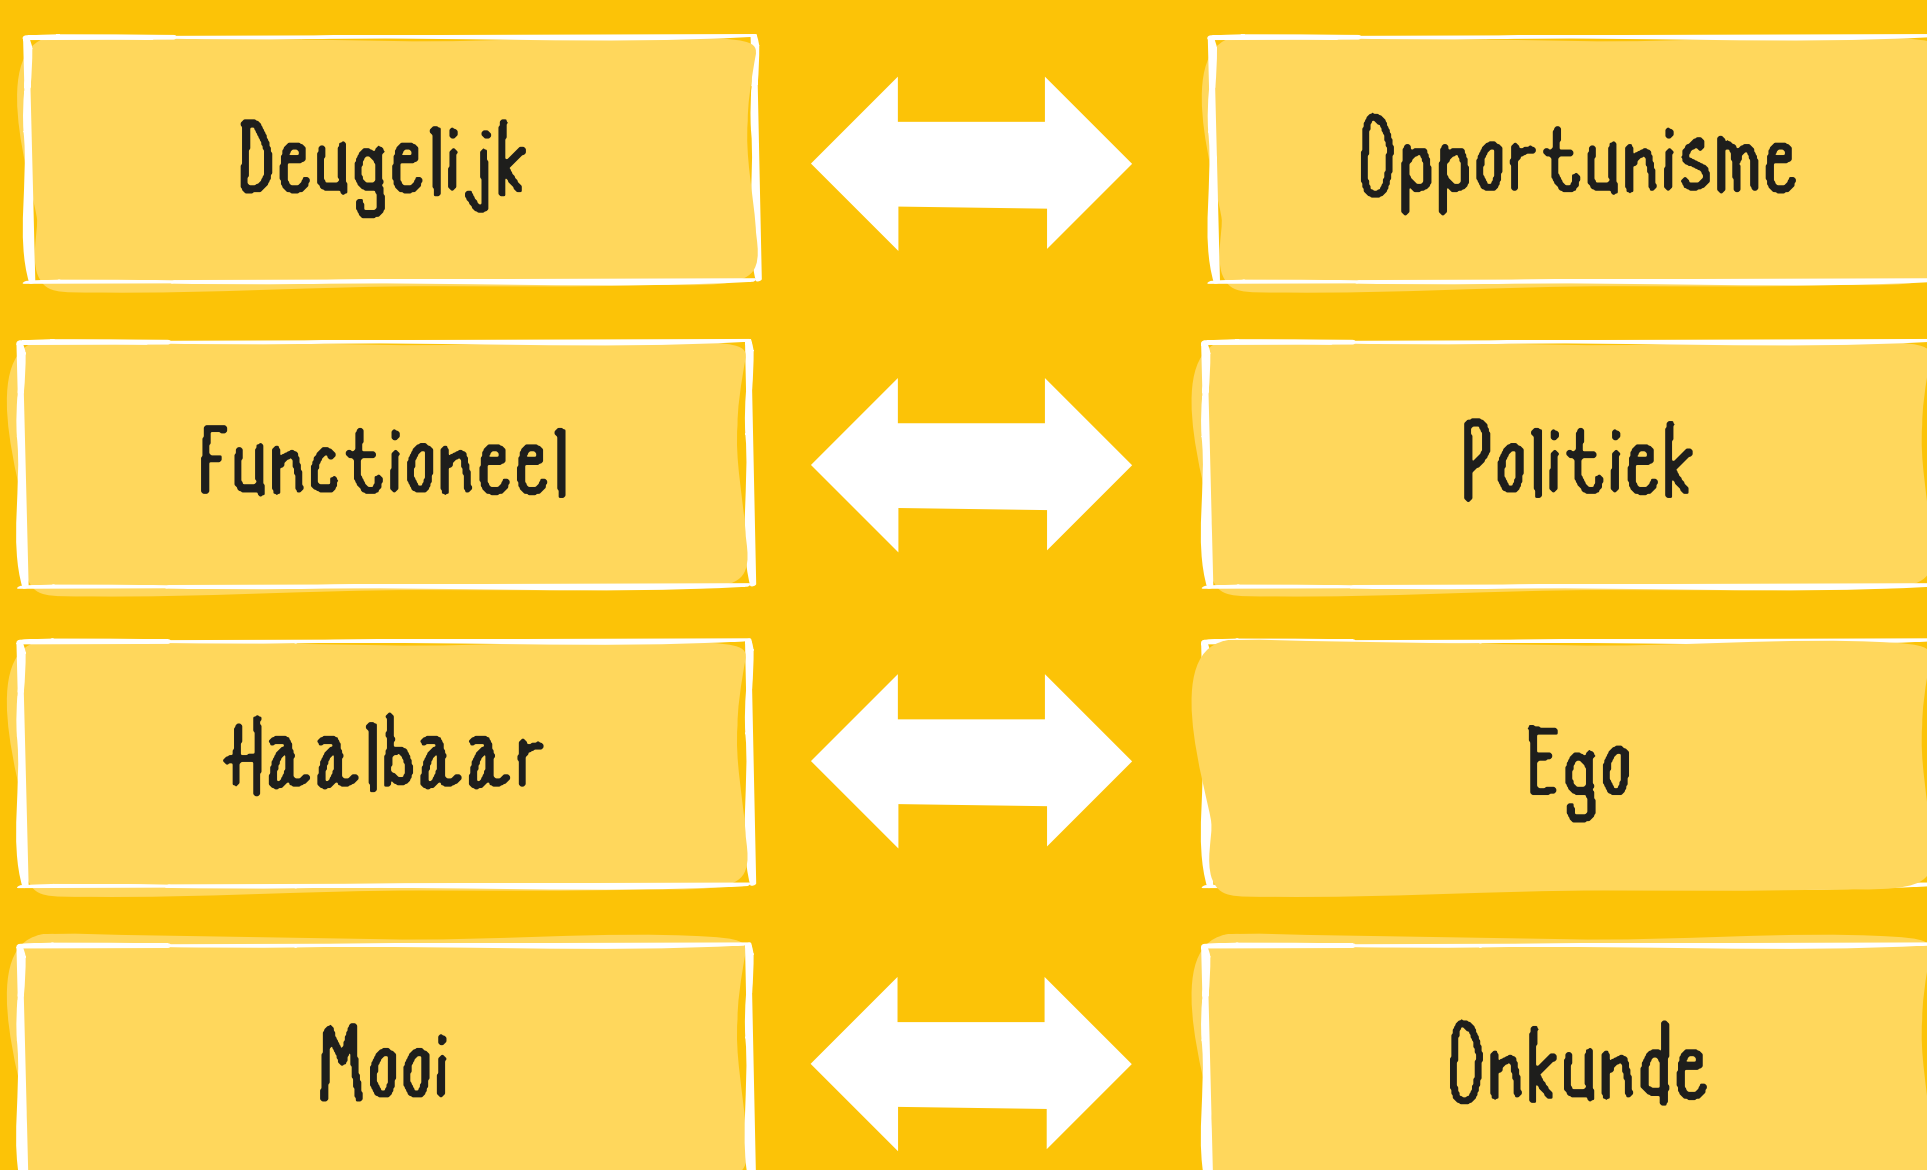 Deugelijk
Opportunisme
Functioneel
Politiek
Haalbaar
Ego
Mooi
Onkunde